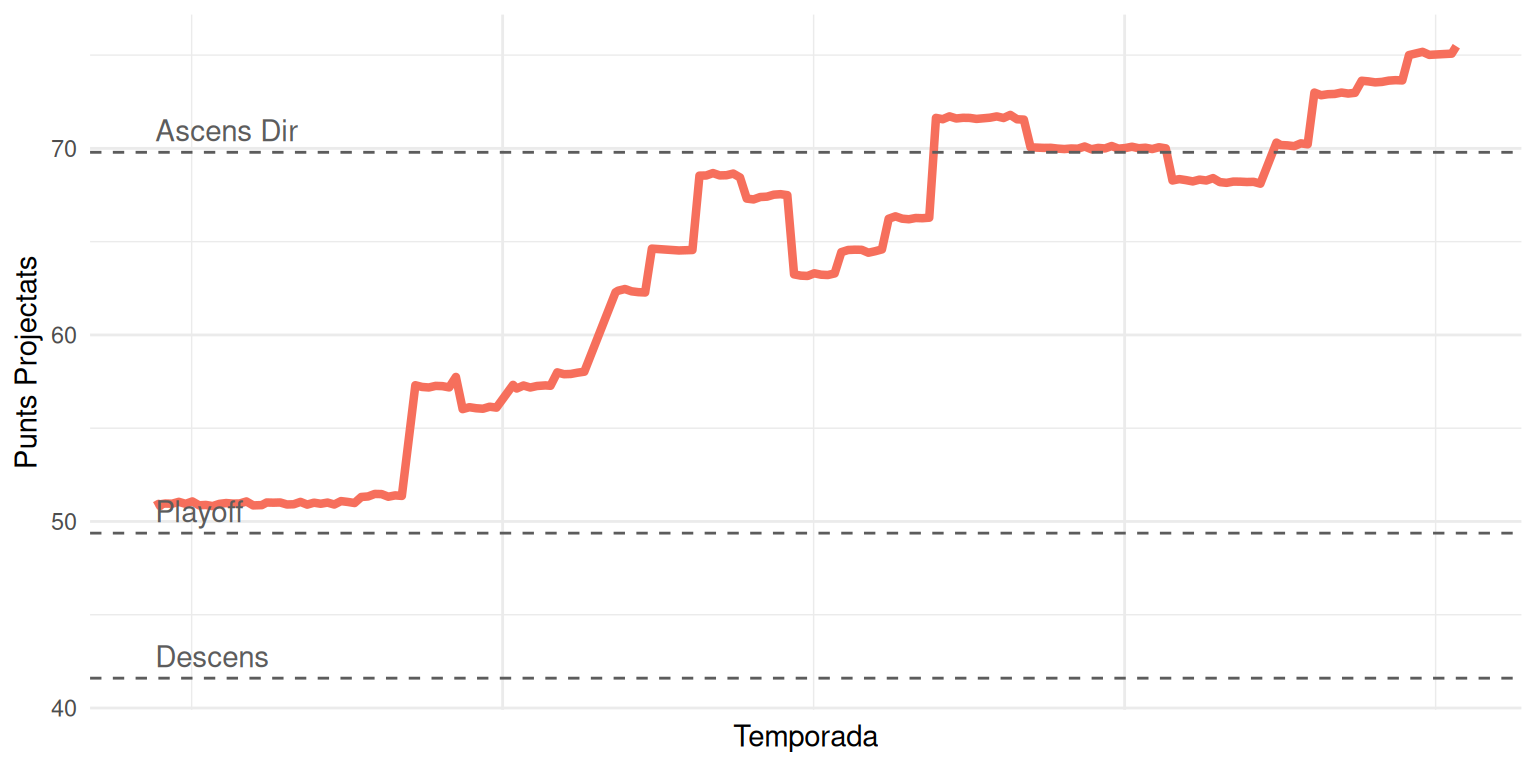 Ascens Dir
70
60
Punts Projectats
Playoff
50
Descens
40
Temporada